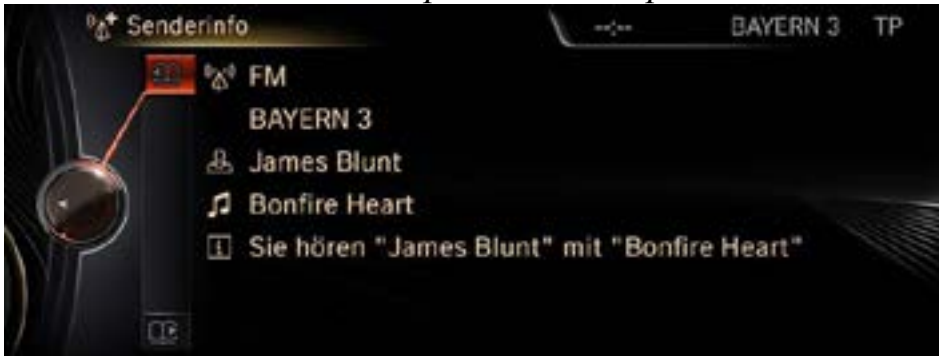 Senderinfo --:-- BAYERN 3 TP
FM
BAYERN 3
James Blunt
Bonfire Heart
Sie hören "James Blunt" mit "Bonfire Heart"